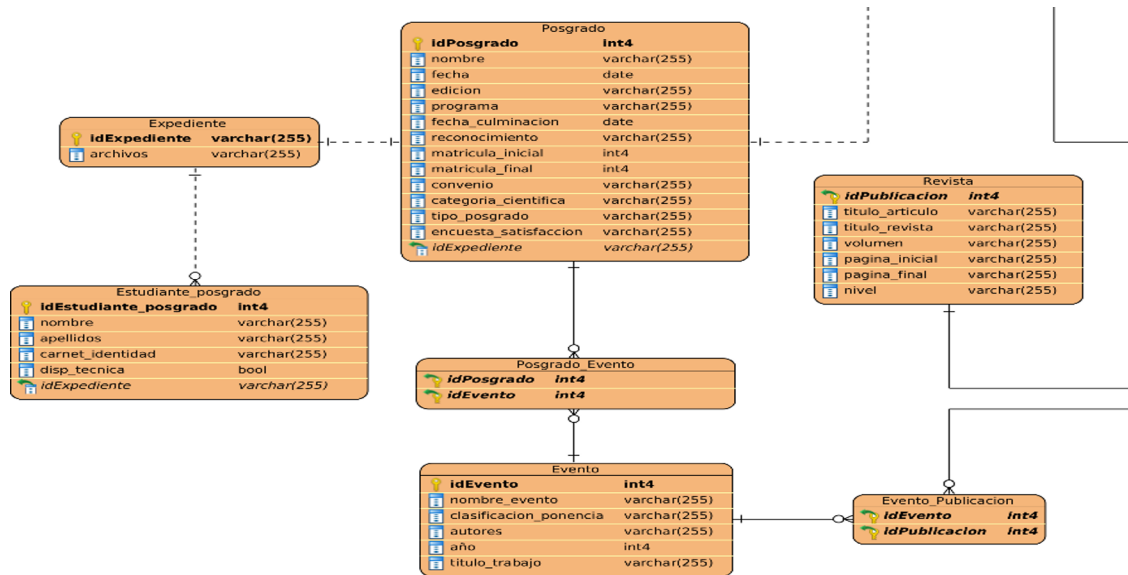 Posgrado
idPosgrado int4
nombre varchar(255)
fecha date
edicion varchar(255)
programa varchar(255)
fecha_culminacion date
reconocimiento varchar(255)
matricula_inicial int4
matricula_final int4
convenio varchar(255)
categoria_cientifica varchar(255)
tipo_posgrado varchar(255)
encuesta_satisfaccion varchar(255)
idExpediente varchar(255)
Expediente
idExpediente varchar(255)
archivos varchar(255)
Revista
idPublicacion int4
titulo_articulo varchar(255)
titulo_revista varchar(255)
volumen varchar(255)
pagina_inicial varchar(255)
pagina_final varchar(255)
nivel varchar(255)
Estudiante_posgrado
idEstudiante_posgrado int4
nombre varchar(255)
apellidos varchar(255)
carnet_identidad varchar(255)
disp_tecnica bool
idExpediente varchar(255)
Posgrado_Evento
idPosgrado int4
idEvento int4
Evento
idEvento int4
nombre_evento varchar(255)
clasificacion_ponencia varchar(255)
autores varchar(255)
año int4
titulo_trabajo varchar(255)
Evento_Publicacion
idEvento int4
idPublicacion int4